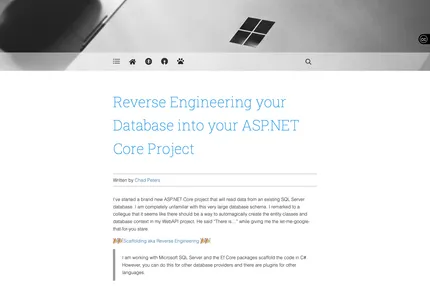 Reverse Engineering your
Database into your ASP.NET
Core Project
Written by Chad Peters
I've started a brand new ASP.NET Core project that will read data from an existing SQL Server
database. I am completely unfamiliar with this very large database schema. I remarked to a
collegue that it seems like there should be a way to automatically create the entity classes and
database context in my WebAPI project. He said "There is…" while giving me the let-me-google-
that-for-you stare.
Scaffolding aka Reverse Engineering
I am working with Microsoft SQL Server and the Ef Core packages scaffold the code in C#.
However, you can do this for other database providers and there are plugins for other
languages.